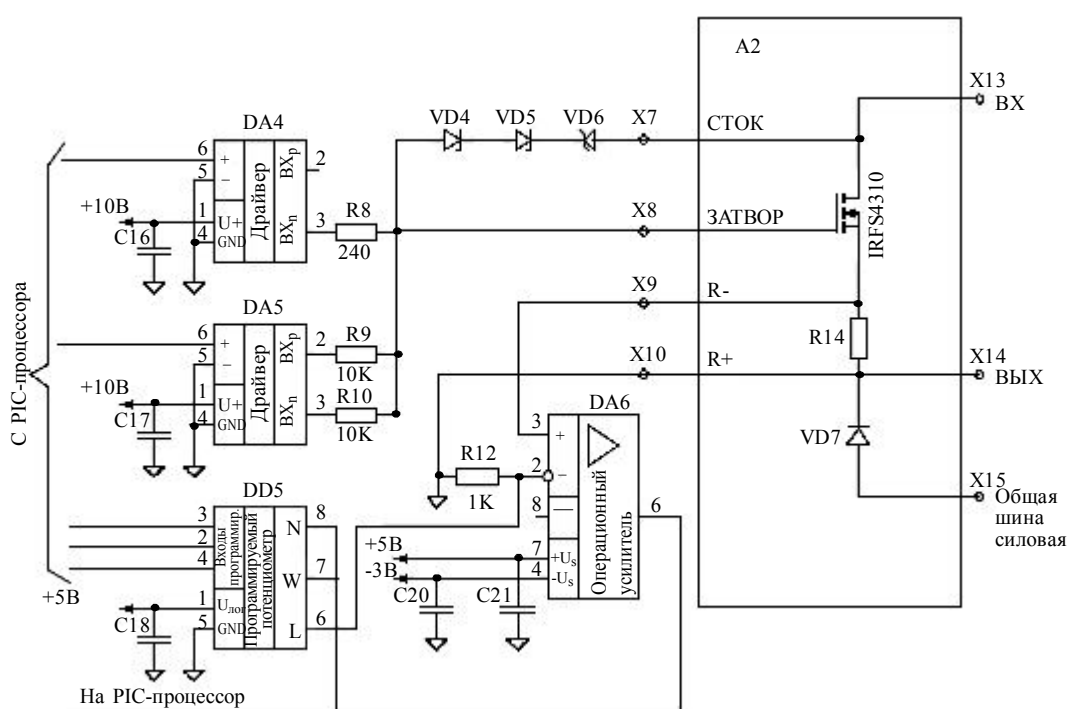 A2
X13
ВХ
DA4
VD4
VD5
VD6
X7
СТОК
6
+
5
−
Драйвер
BXp
2
+10В
1
U+
C16
4
GND
BXn
3
R8
240
X8
ЗАТВОР
IRFS4310
X9
R-
R14
X10
R+
X14
ВЫХ
С PIC-процессора
DA5
6
+
5
−
Драйвер
BXp
2
R9
10K
+10В
1
U+
C17
4
GND
BXn
3
R10
10K
DA6
3
+
2
−
R12
1K
8
Операционный
усилитель
6
+5В
7
+Us
-3В
4
-Us
C20
C21
VD7
X15
Общая
шина
силовая
DD5
3
2
4
Входы
программир.
Программируемый
потенциометр
N
8
W
7
L
6
+5В
1
Uлог
C18
5
GND
На PIC-процессор